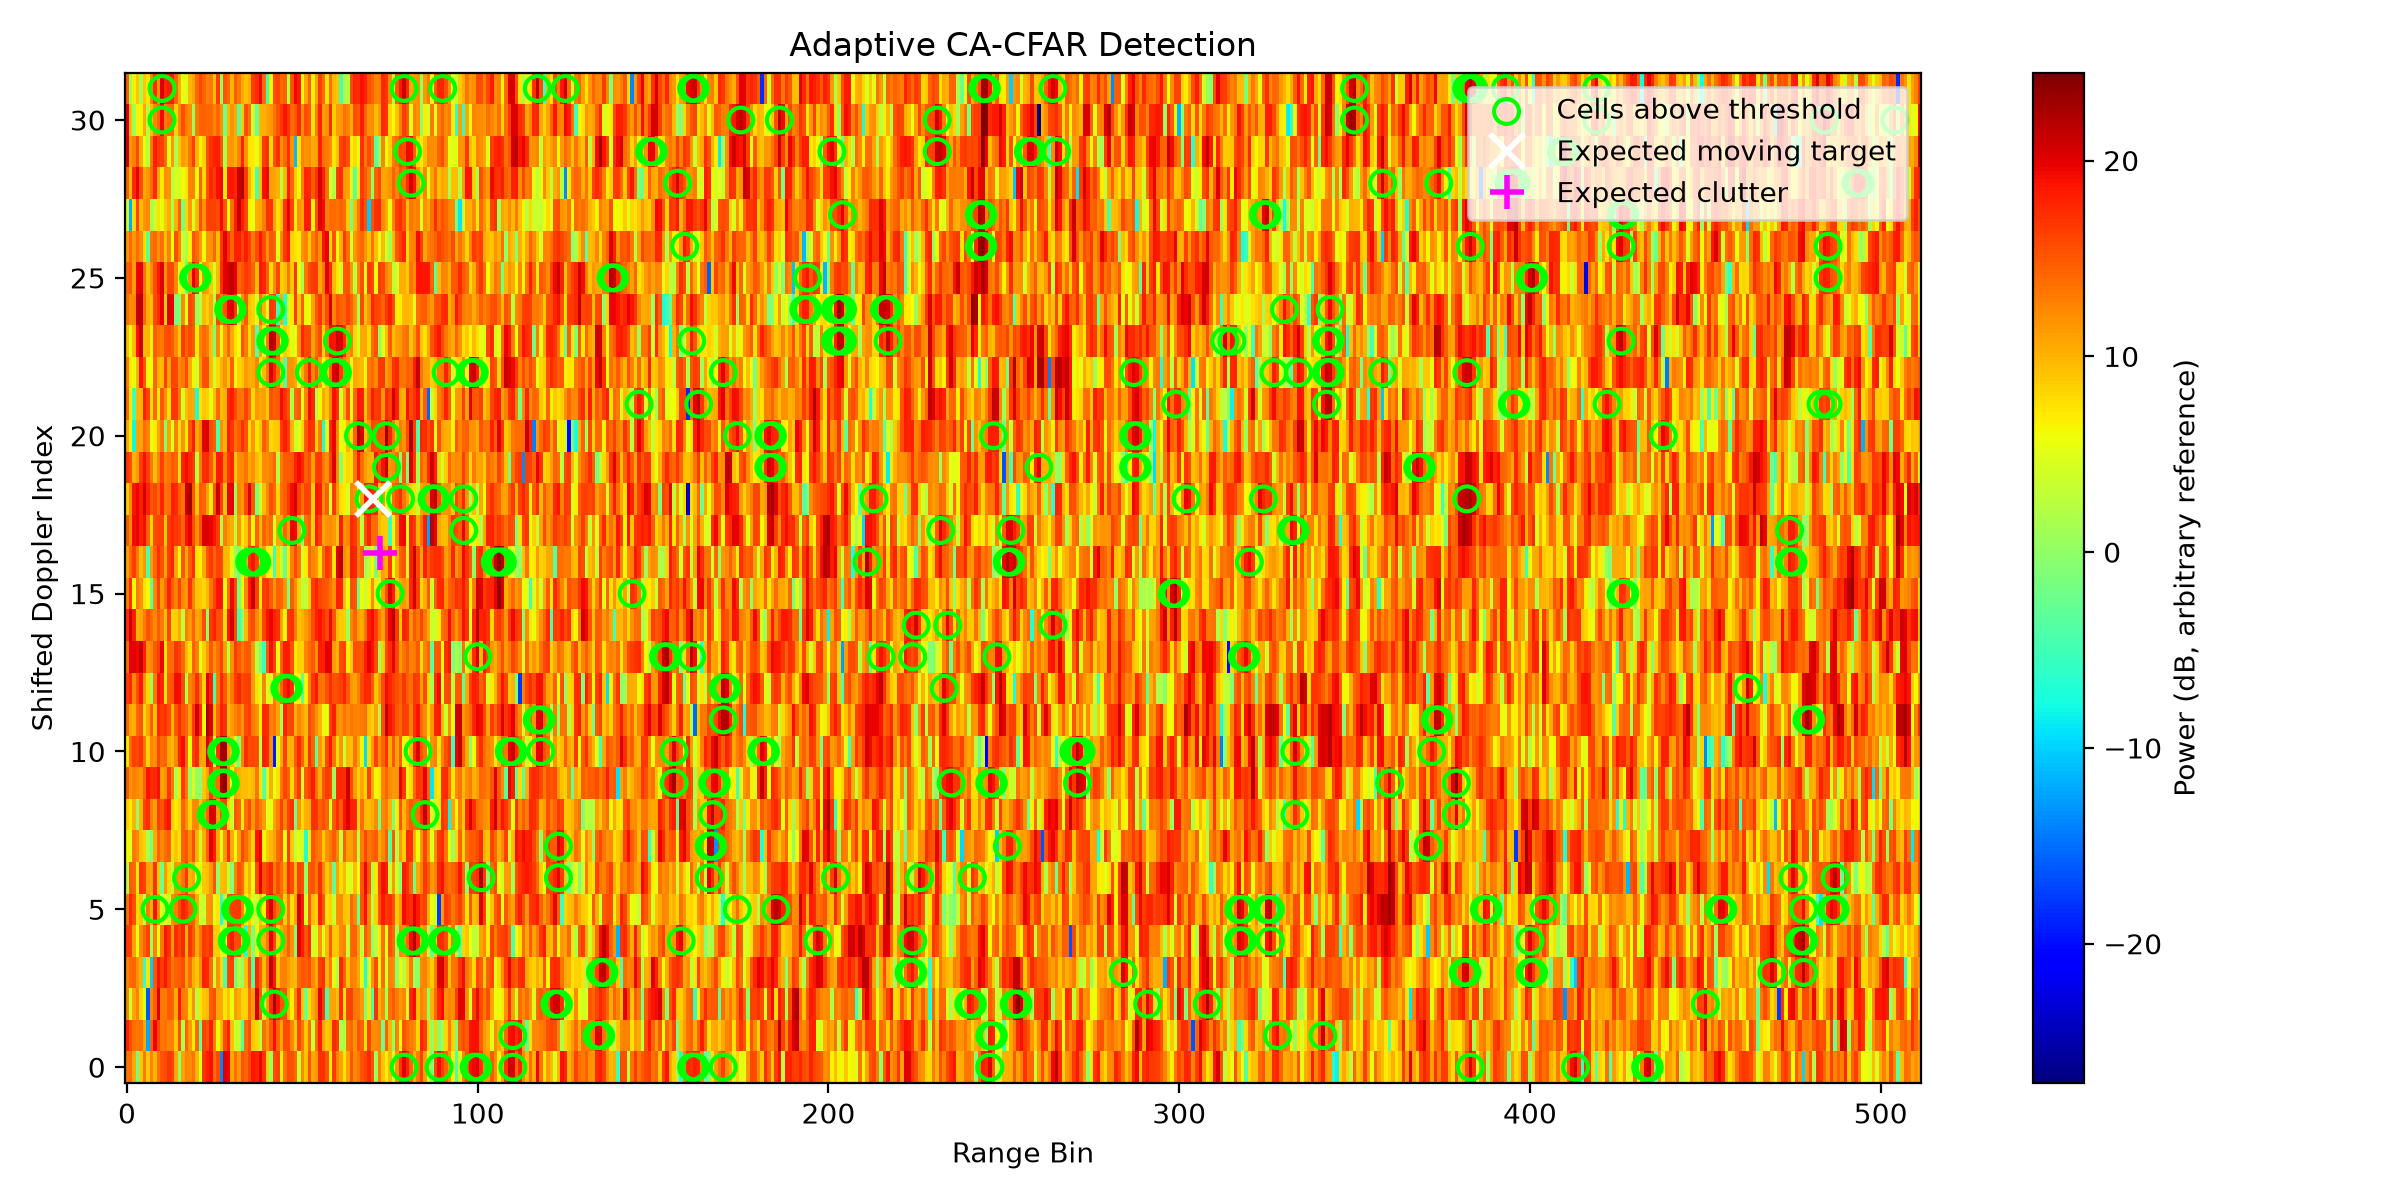 Adaptive CA-CFAR Detection
Cells above threshold
Expected moving target
Expected clutter
Shifted Doppler Index
30
25
20
15
10
5
0
0
100
200
300
400
500
Range Bin
20
10
0
−10
−20
Power (dB, arbitrary reference)